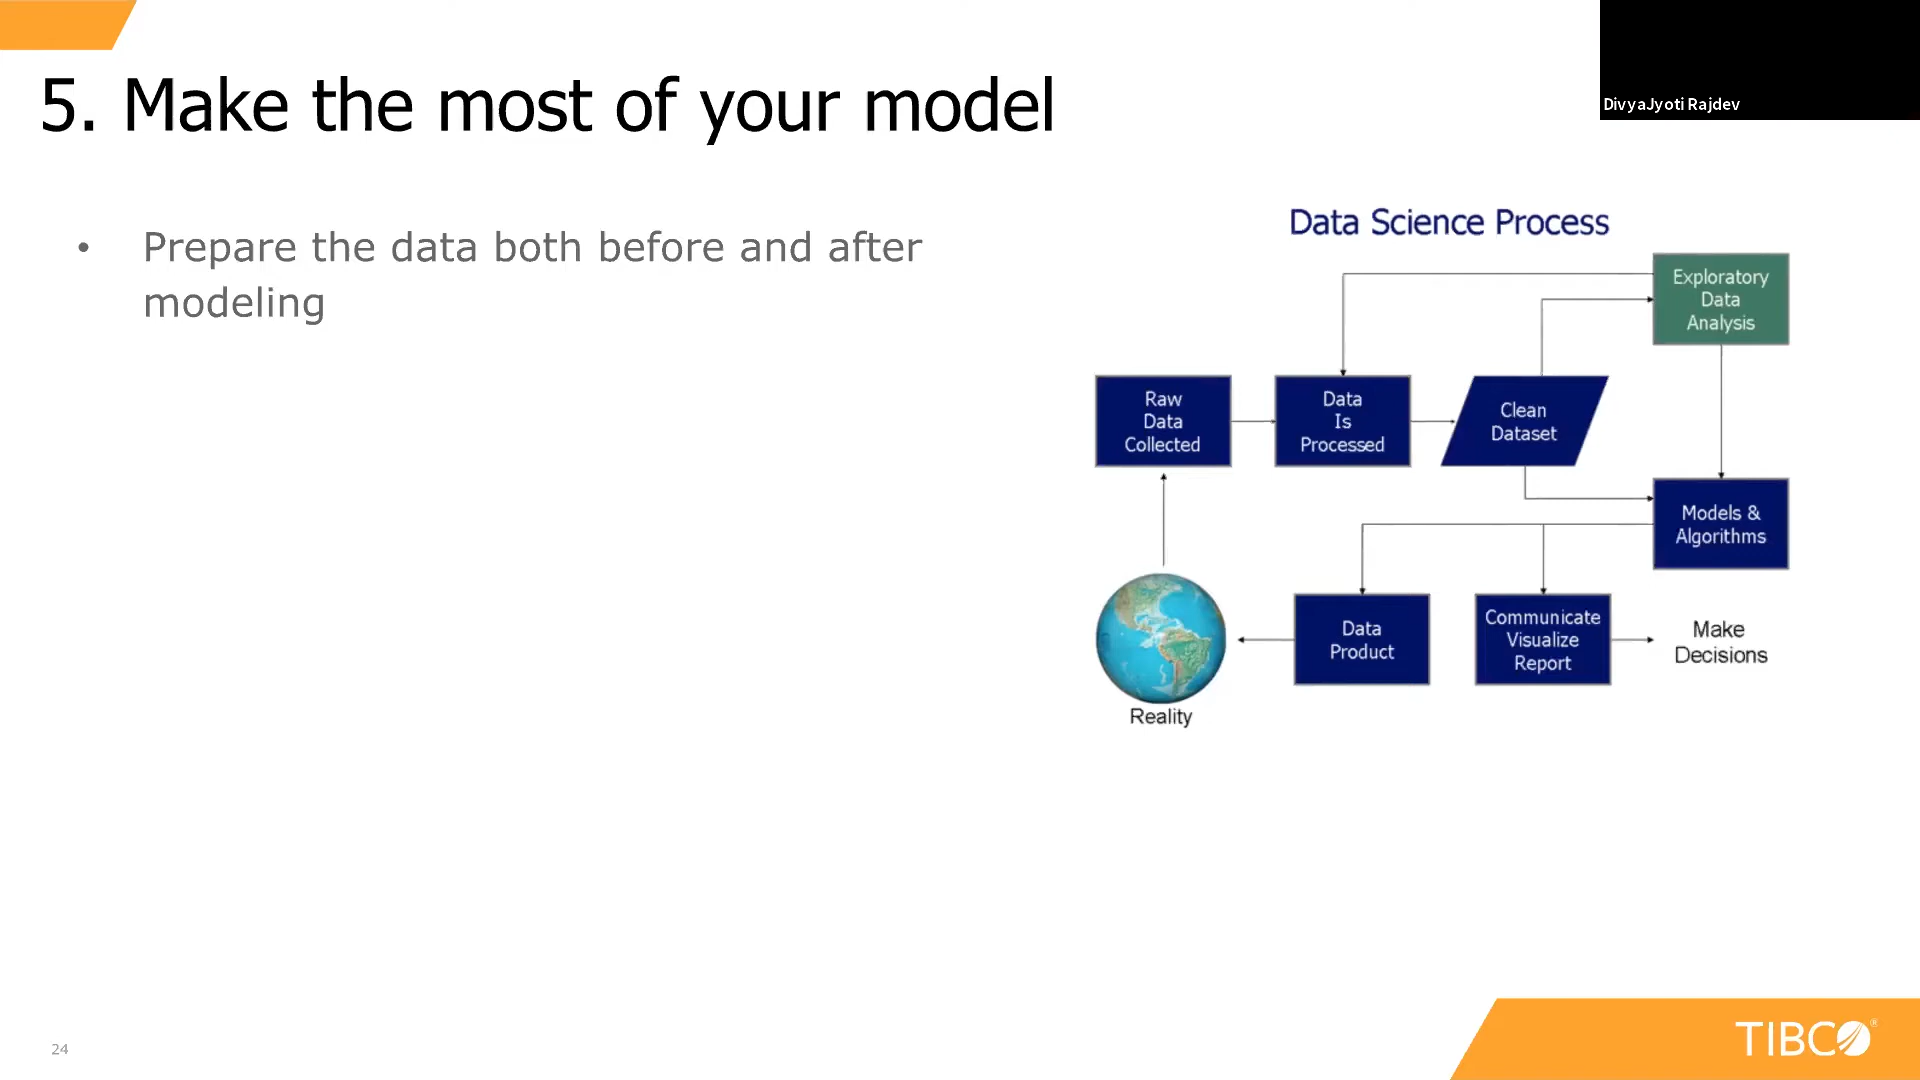 DivyaJyoti Rajdev
5. Make the most of your model
• Prepare the data both before and after
modeling
Data Science Process
Exploratory
Data
Analysis
Raw
Data
Collected
Data
Is
Processed
Clean
Dataset
Models &
Algorithms
Data
Product
Communicate
Visualize
Report
Make
Decisions
Reality
24
TIBCO®